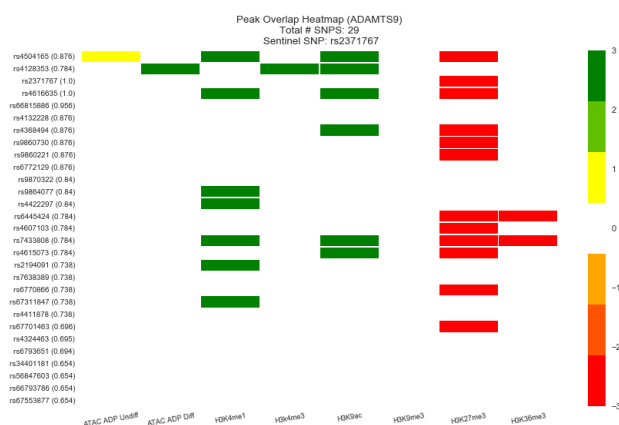 Peak Overlap Heatmap (ADAMTS9)
Total # SNPS: 29
Sentinel SNP: rs2371767
rs4504165 (0.876)
rs4128353 (0.784)
rs2371767 (1.0)
rs4616635 (1.0)
rs66815886 (0.956)
rs4132228 (0.876)
rs4368494 (0.876)
rs9860730 (0.876)
rs9860221 (0.876)
rs6772129 (0.876)
rs9870322 (0.84)
rs9864077 (0.84)
rs4422297 (0.84)
rs6445424 (0.784)
rs4607103 (0.784)
rs7433808 (0.784)
rs4615073 (0.784)
rs2194091 (0.738)
rs7638389 (0.738)
rs6770866 (0.738)
rs67311847 (0.738)
rs4411878 (0.738)
rs67701463 (0.696)
rs4324463 (0.695)
rs6793651 (0.694)
rs34401181 (0.654)
rs56847603 (0.654)
rs66793786 (0.654)
rs67553877 (0.654)
ATAC ADP Undiff
ATAC ADP Diff
H3K4me1
H3k4me3
H3K9ac
H3K9me3
H3K27me3
H3K36me3
3
2
1
0
−1
−2
−3